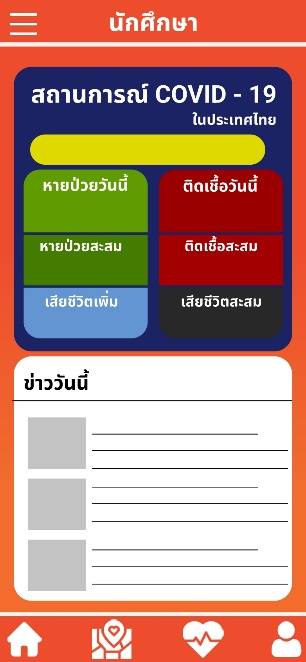 นักศึกษา
สถานการณ์ COVID - 19
ในประเทศไทย
หายป่วยวันนี้
ติดเชื้อวันนี้
หายป่วยสะสม
ติดเชื้อสะสม
เสียชีวิตเพิ่ม
เสียชีวิตสะสม
ข่าววันนี้